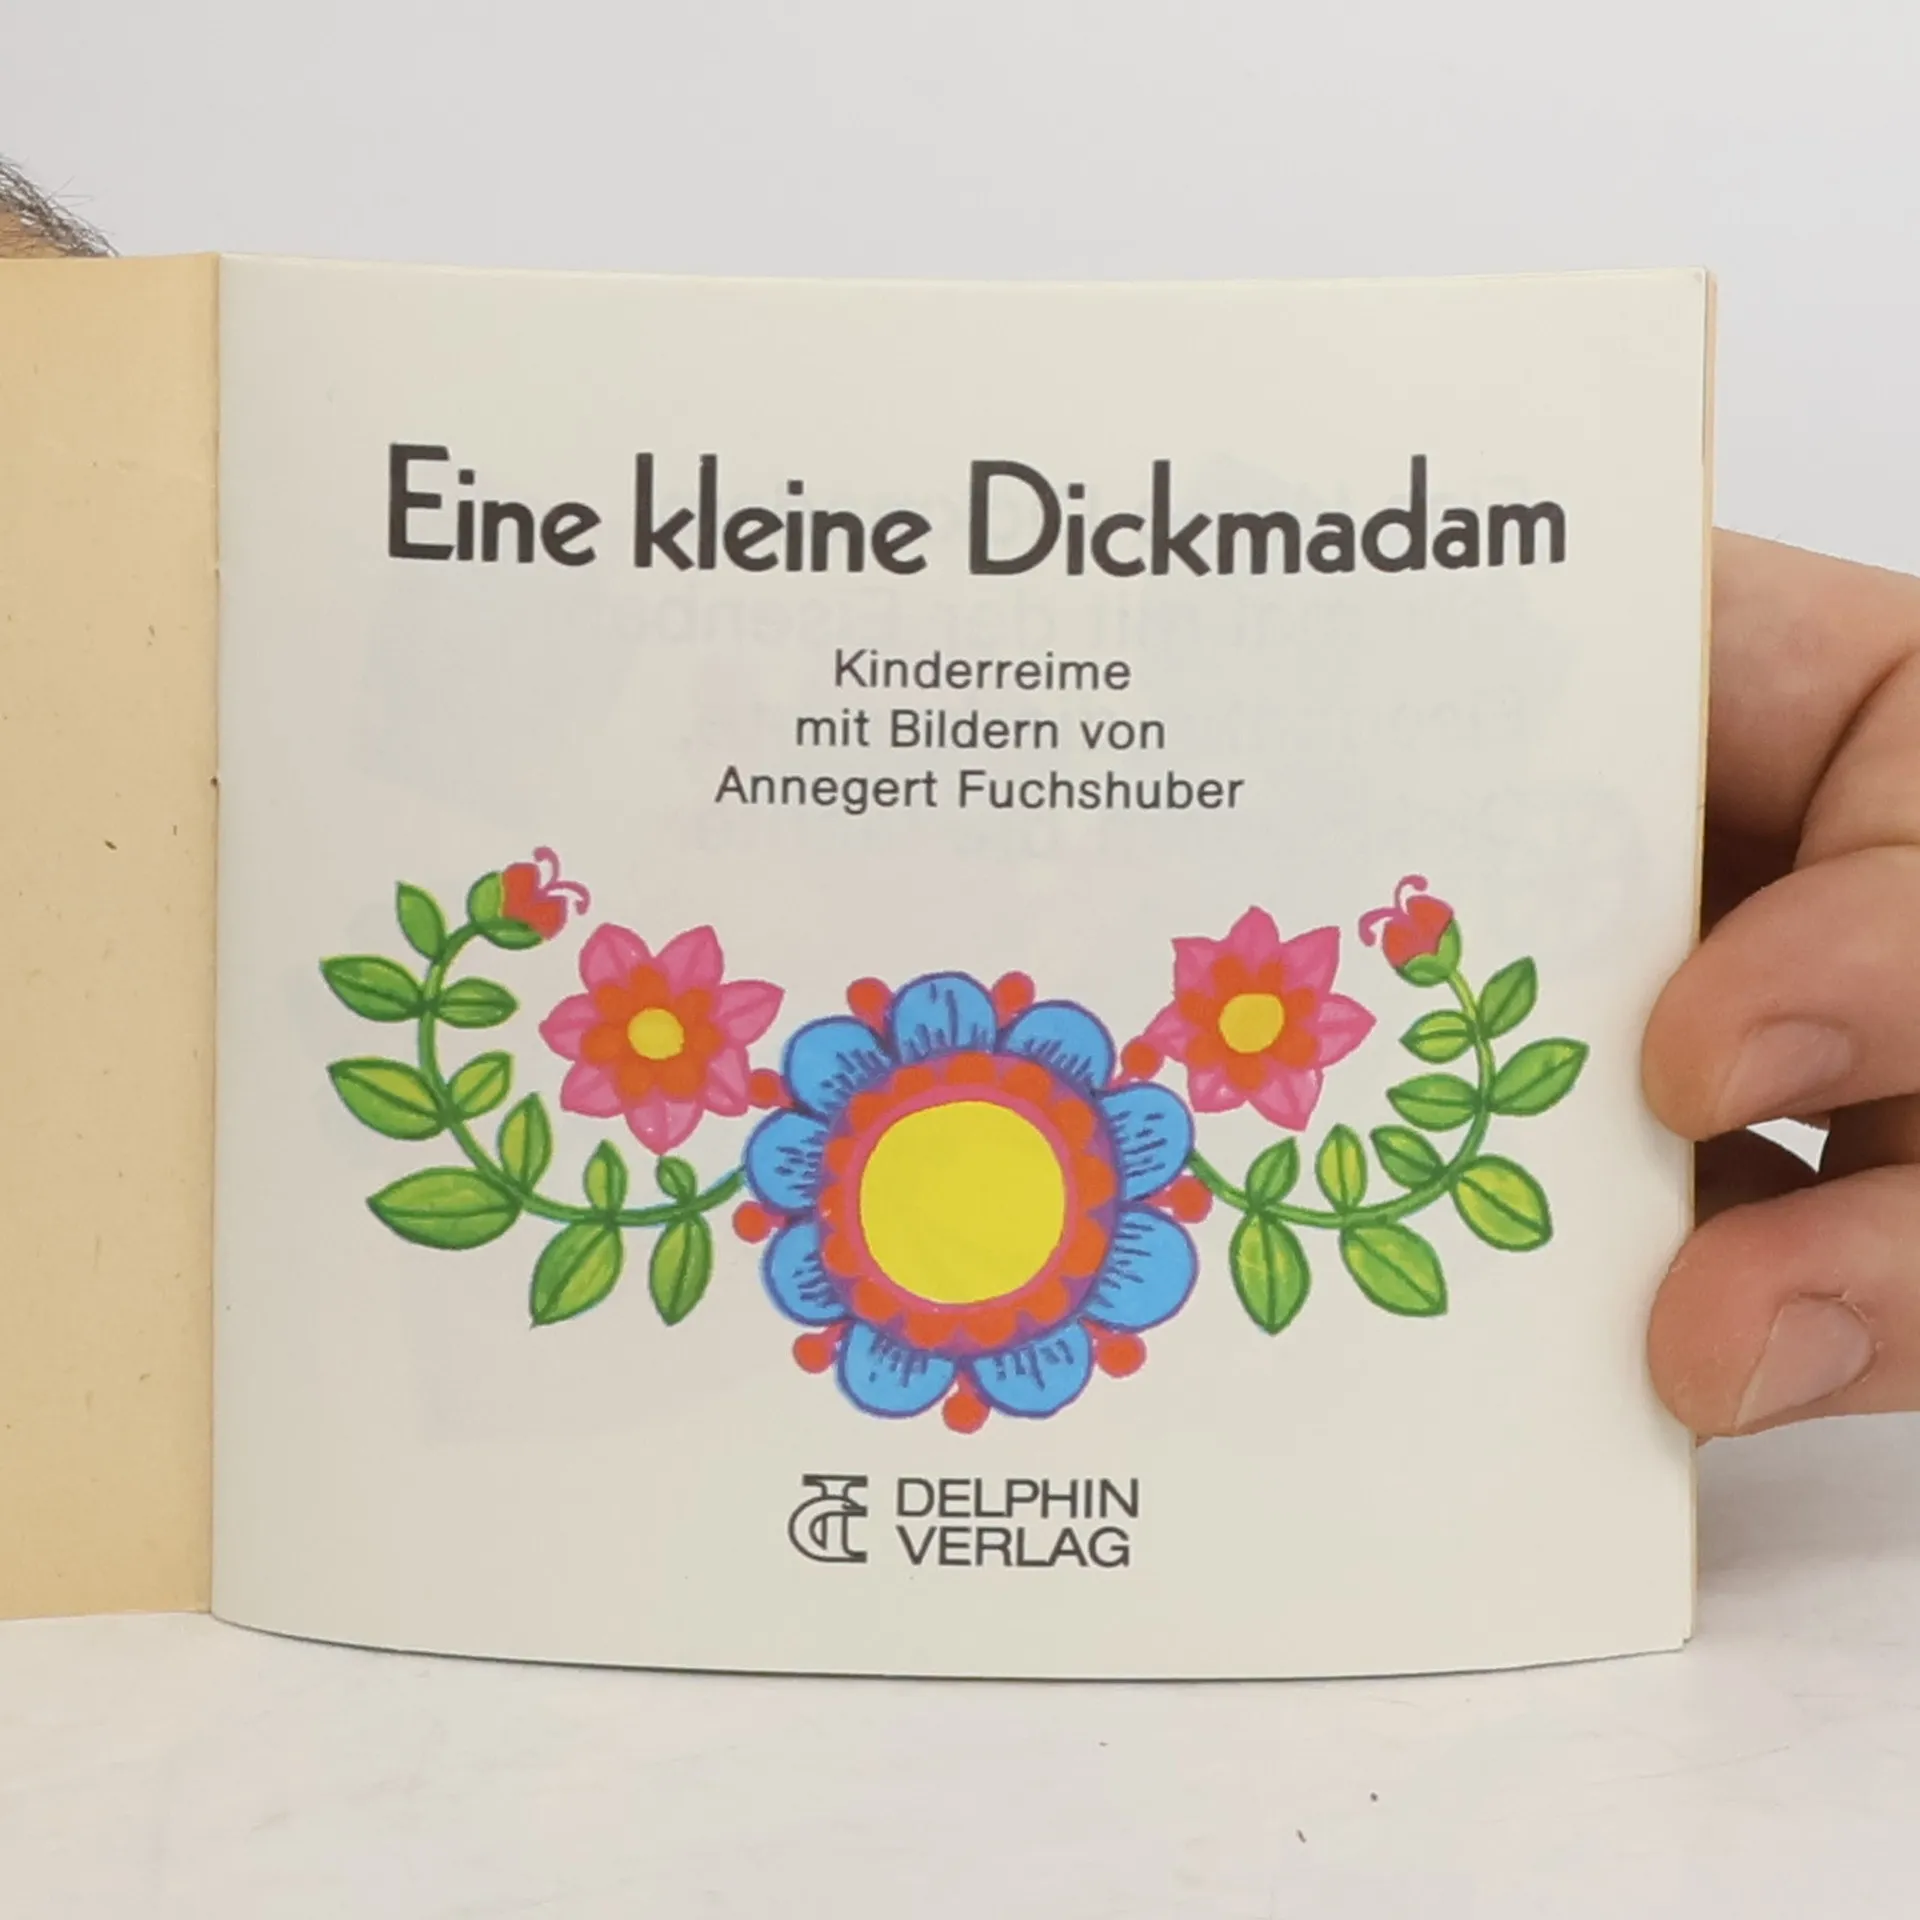 Eine kleine Dickmadam
Kinderreime
mit Bildern von
Annegert Fuchshuber
DELPHIN
VERLAG